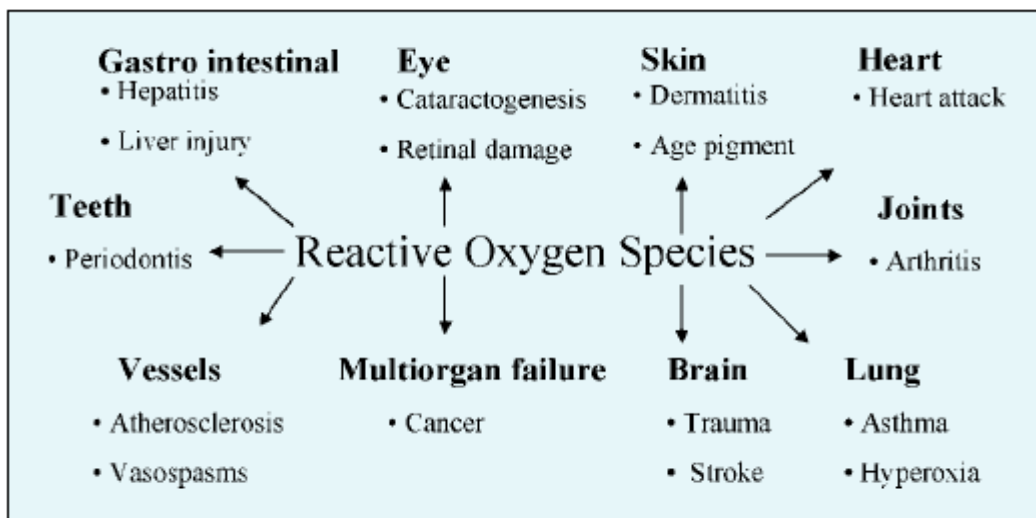 Gastro intestinal
• Hepatitis
• Liver injury
Eye
• Cataractogenesis
• Retinal damage
Skin
• Dermatitis
• Age pigment
Heart
• Heart attack
Teeth
• Periodontis
Reactive Oxygen Species
Joints
• Arthritis
Vessels
• Atherosclerosis
• Vasospasms
Multiorgan failure
• Cancer
Brain
• Trauma
• Stroke
Lung
• Asthma
• Hyperoxia